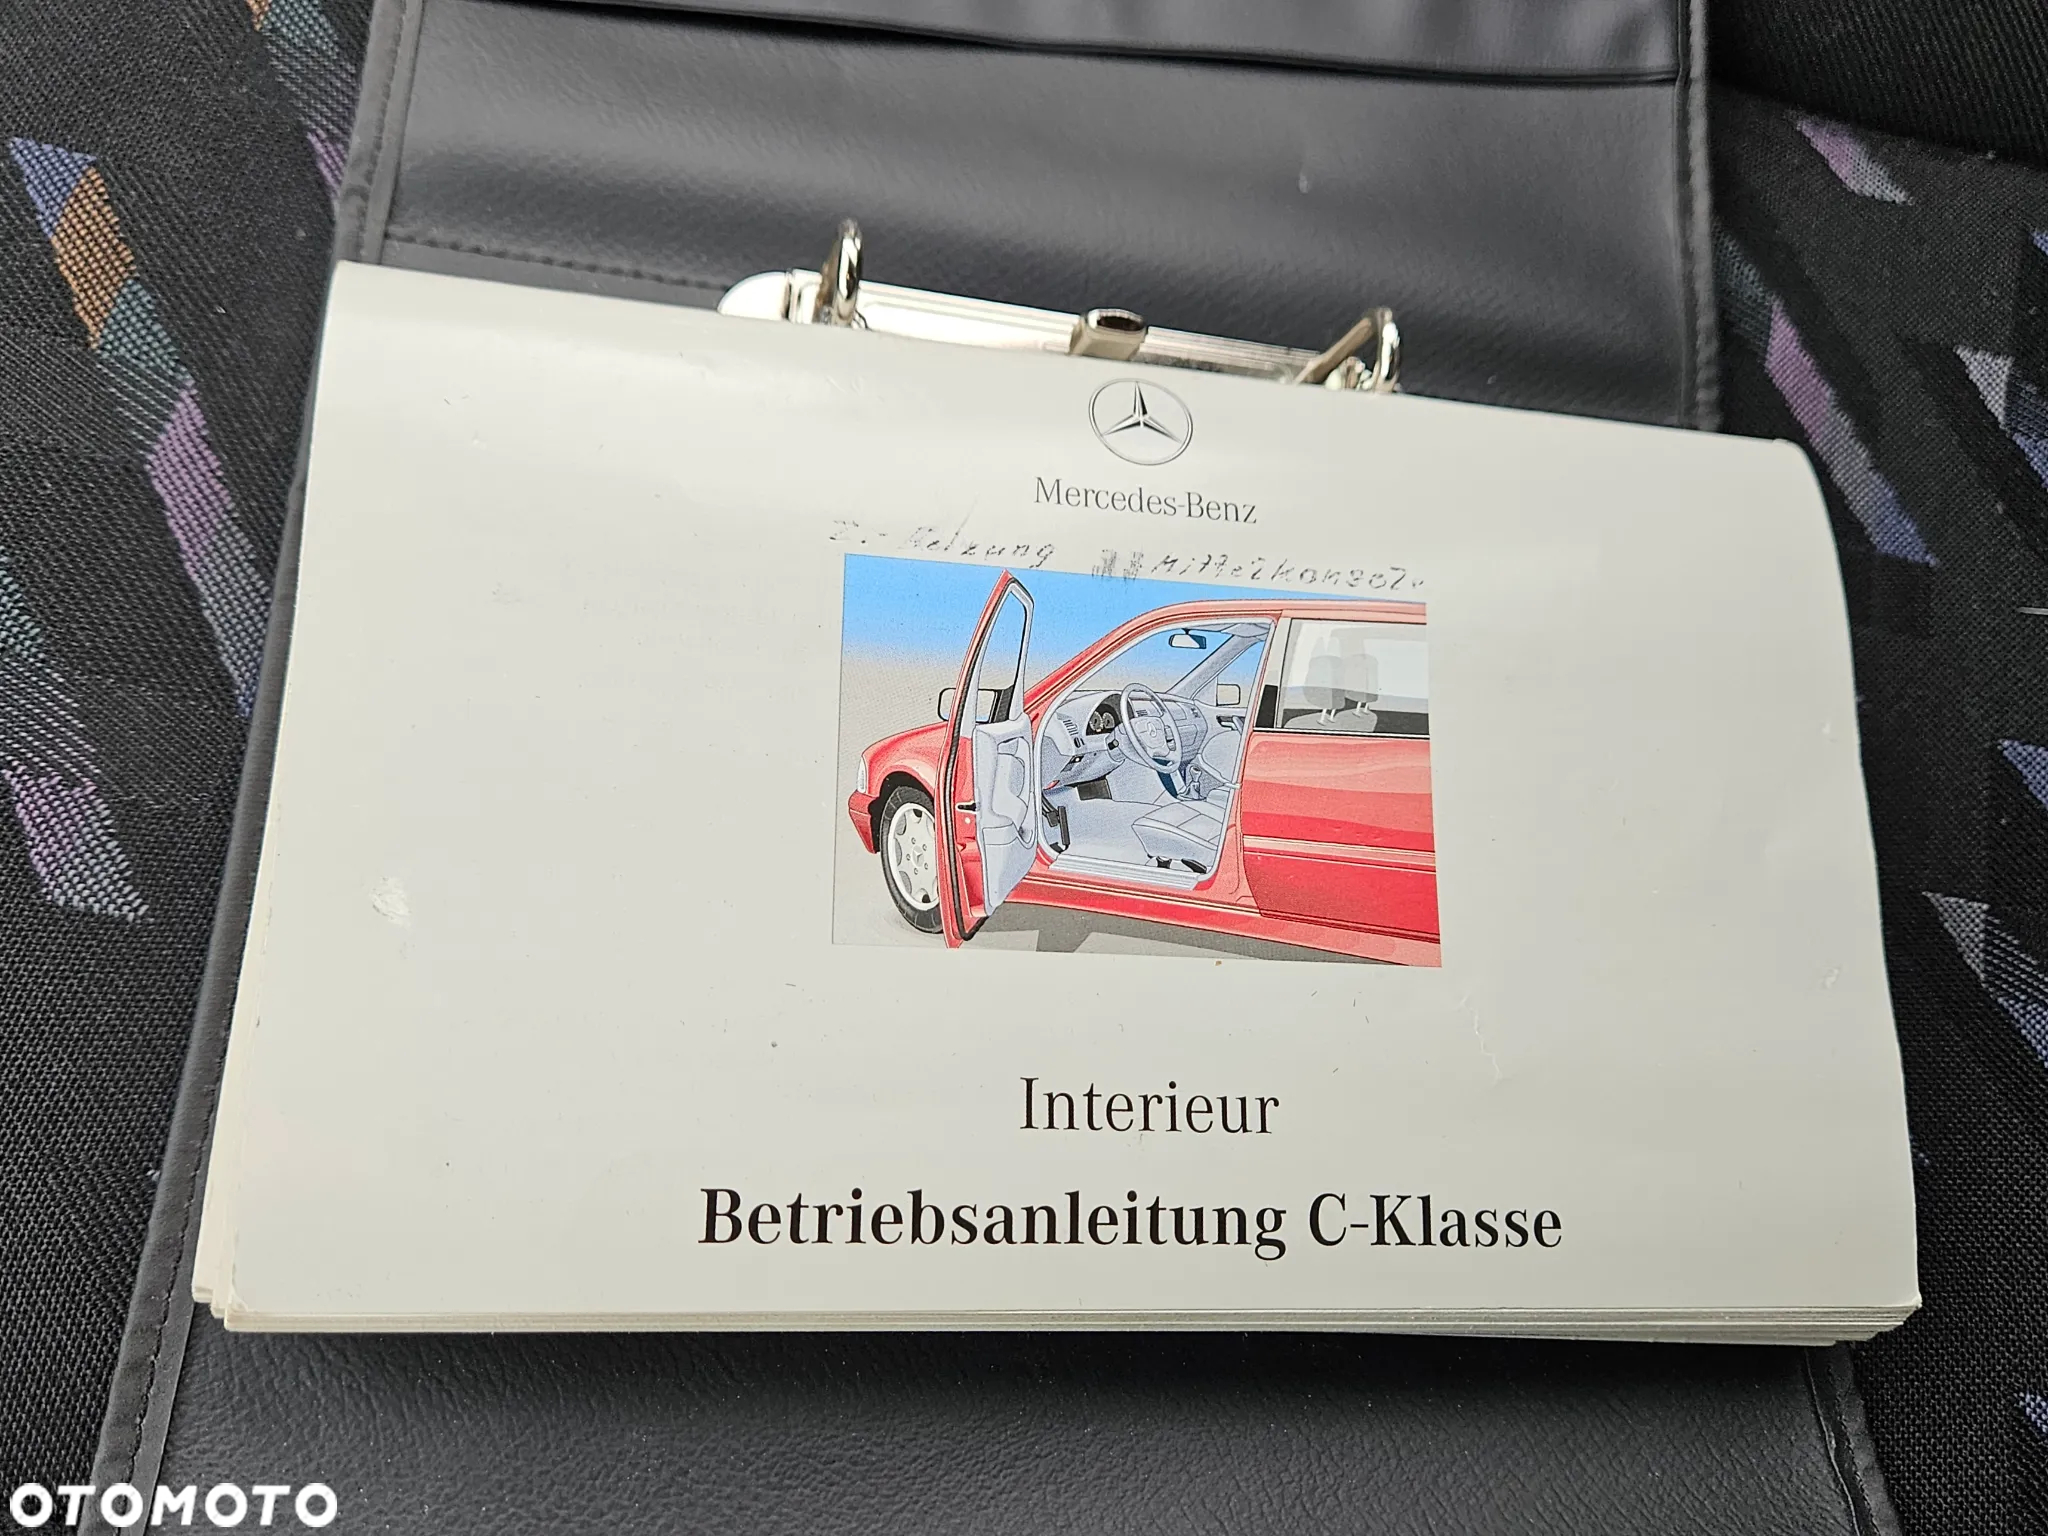 Mercedes-Benz
Mittelkonsole
Interieur
Betriebsanleitung C-Klasse
OTOMOTO